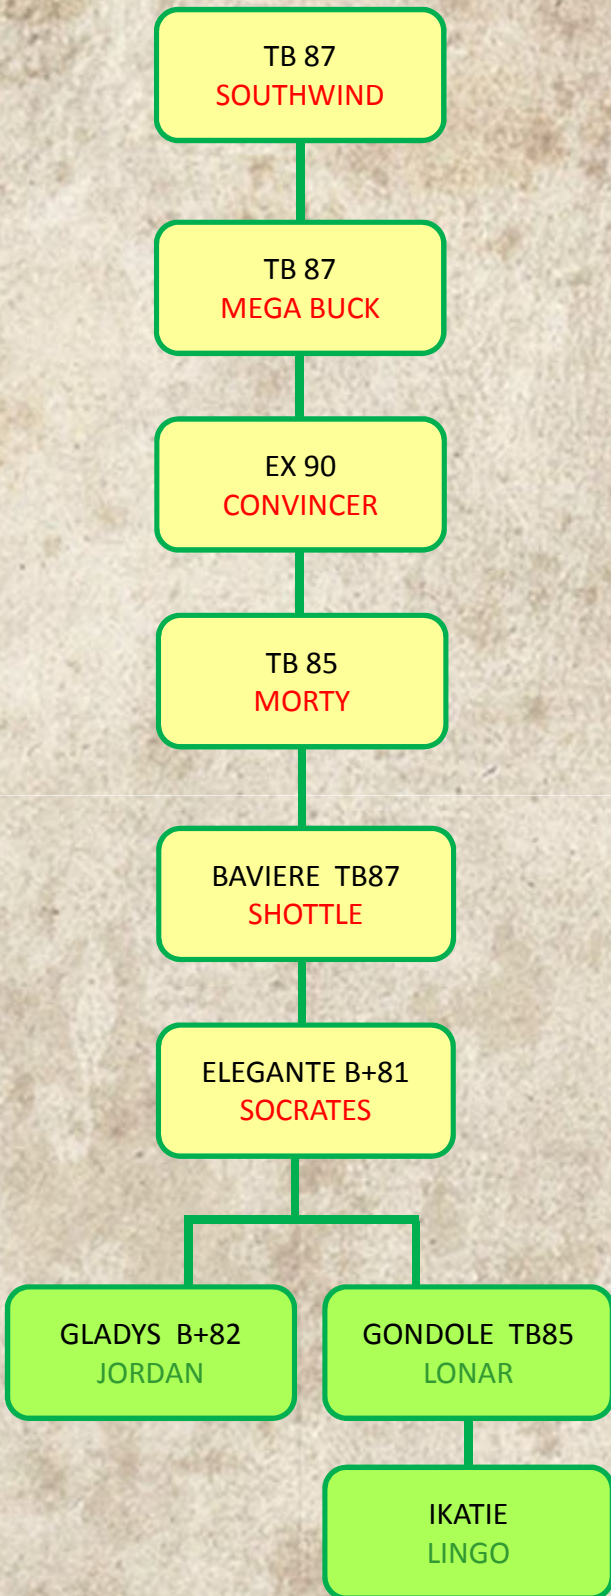 TB 87
SOUTHWIND
TB 87
MEGA BUCK
EX 90
CONVINCER
TB 85
MORTY
BAVIERE TB87
SHOTTLE
ELEGANTE B+81
SOCRATES
GLADYS B+82
JORDAN
GONDOLE TB85
LONAR
IKATIE
LINGO